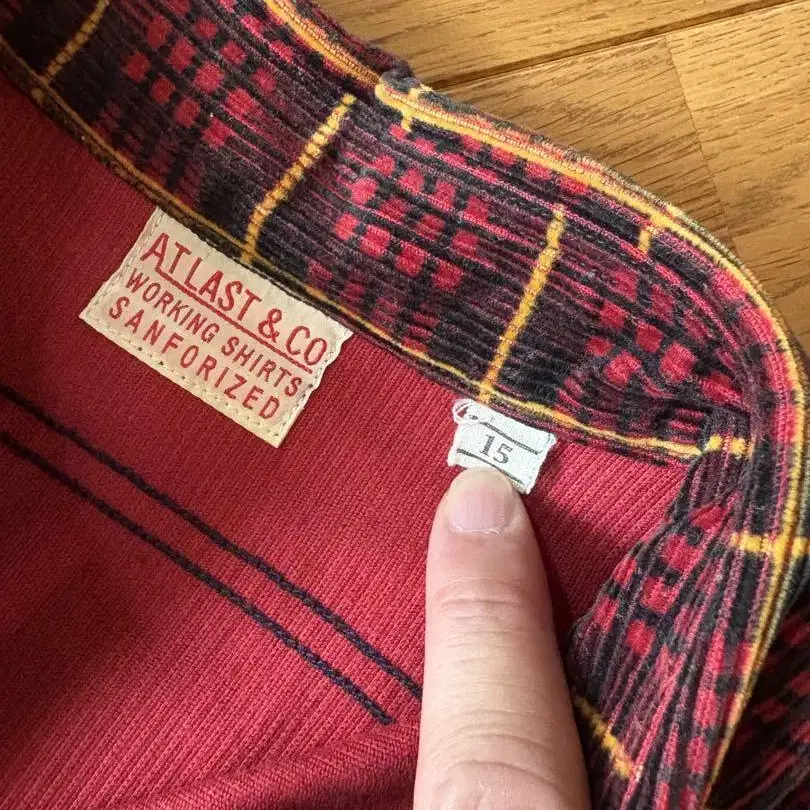 ATLAST & CO
WORKING SHIRTS
SANFORIZED
15